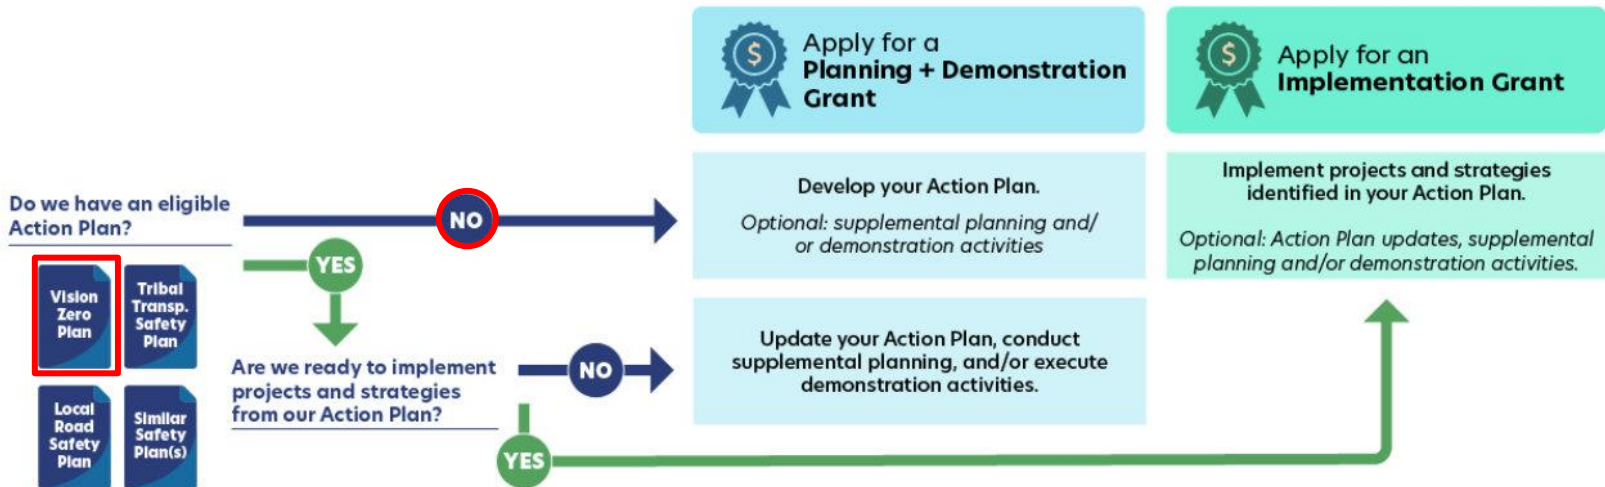 $
Apply for a
Planning + Demonstration
Grant
$
Apply for an
Implementation Grant
Do we have an eligible
Action Plan?
NO
Develop your Action Plan.
Optional: supplemental planning and/
or demonstration activities
Implement projects and strategies
identified in your Action Plan.
Optional: Action Plan updates, supplemental
planning and/or demonstration activities.
YES
Vision
Zero
Plan
Tribal
Transp.
Safety
Plan
Local
Road
Safety
Plan
Similar
Safety
Plan(s)
Are we ready to implement
projects and strategies
from our Action Plan?
NO
Update your Action Plan, conduct
supplemental planning, and/or execute
demonstration activities.
YES